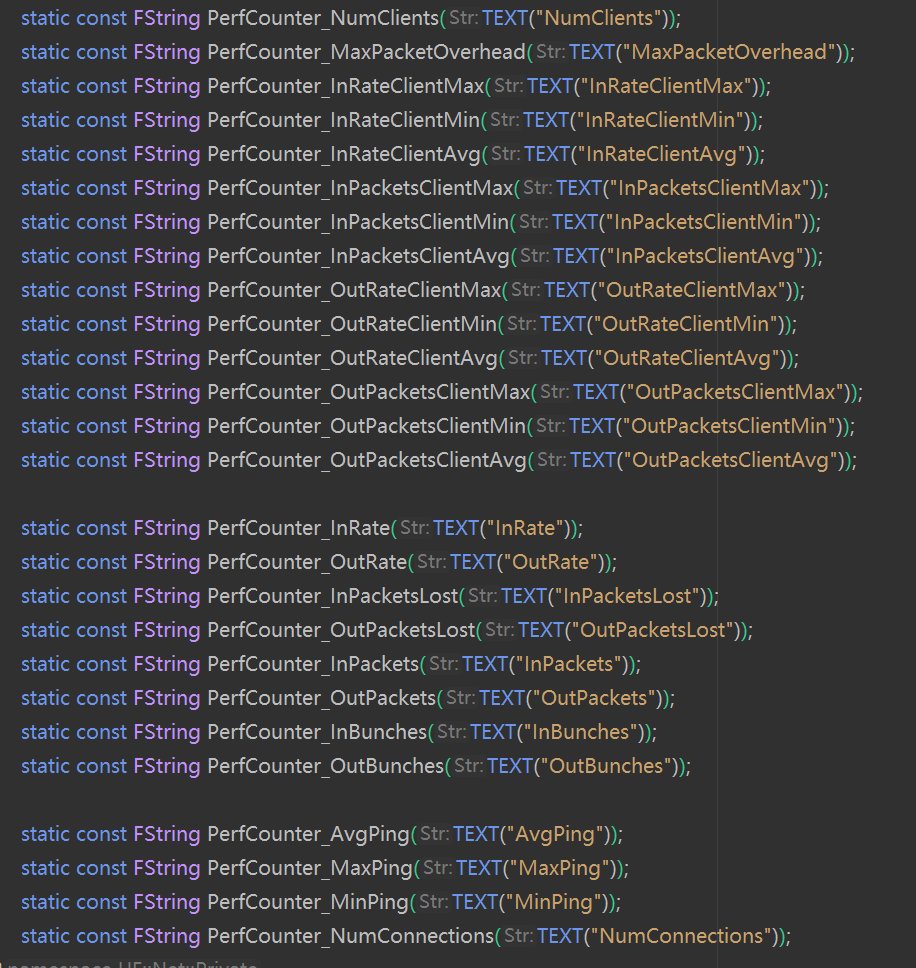 static const FString PerfCounter_NumClients(Str:TEXT("NumClients"));
static const FString PerfCounter_MaxPacketOverhead(Str:TEXT("MaxPacketOverhead"));
static const FString PerfCounter_InRateClientMax(Str:TEXT("InRateClientMax"));
static const FString PerfCounter_InRateClientMin(Str:TEXT("InRateClientMin"));
static const FString PerfCounter_InRateClientAvg(Str:TEXT("InRateClientAvg"));
static const FString PerfCounter_InPacketsClientMax(Str:TEXT("InPacketsClientMax"));
static const FString PerfCounter_InPacketsClientMin(Str:TEXT("InPacketsClientMin"));
static const FString PerfCounter_InPacketsClientAvg(Str:TEXT("InPacketsClientAvg"));
static const FString PerfCounter_OutRateClientMax(Str:TEXT("OutRateClientMax"));
static const FString PerfCounter_OutRateClientMin(Str:TEXT("OutRateClientMin"));
static const FString PerfCounter_OutRateClientAvg(Str:TEXT("OutRateClientAvg"));
static const FString PerfCounter_OutPacketsClientMax(Str:TEXT("OutPacketsClientMax"));
static const FString PerfCounter_OutPacketsClientMin(Str:TEXT("OutPacketsClientMin"));
static const FString PerfCounter_OutPacketsClientAvg(Str:TEXT("OutPacketsClientAvg"));
static const FString PerfCounter_InRate(Str:TEXT("InRate"));
static const FString PerfCounter_OutRate(Str:TEXT("OutRate"));
static const FString PerfCounter_InPacketsLost(Str:TEXT("InPacketsLost"));
static const FString PerfCounter_OutPacketsLost(Str:TEXT("OutPacketsLost"));
static const FString PerfCounter_InPackets(Str:TEXT("InPackets"));
static const FString PerfCounter_OutPackets(Str:TEXT("OutPackets"));
static const FString PerfCounter_InBunches(Str:TEXT("InBunches"));
static const FString PerfCounter_OutBunches(Str:TEXT("OutBunches"));
static const FString PerfCounter_AvgPing(Str:TEXT("AvgPing"));
static const FString PerfCounter_MaxPing(Str:TEXT("MaxPing"));
static const FString PerfCounter_MinPing(Str:TEXT("MinPing"));
static const FString PerfCounter_NumConnections(Str:TEXT("NumConnections"));